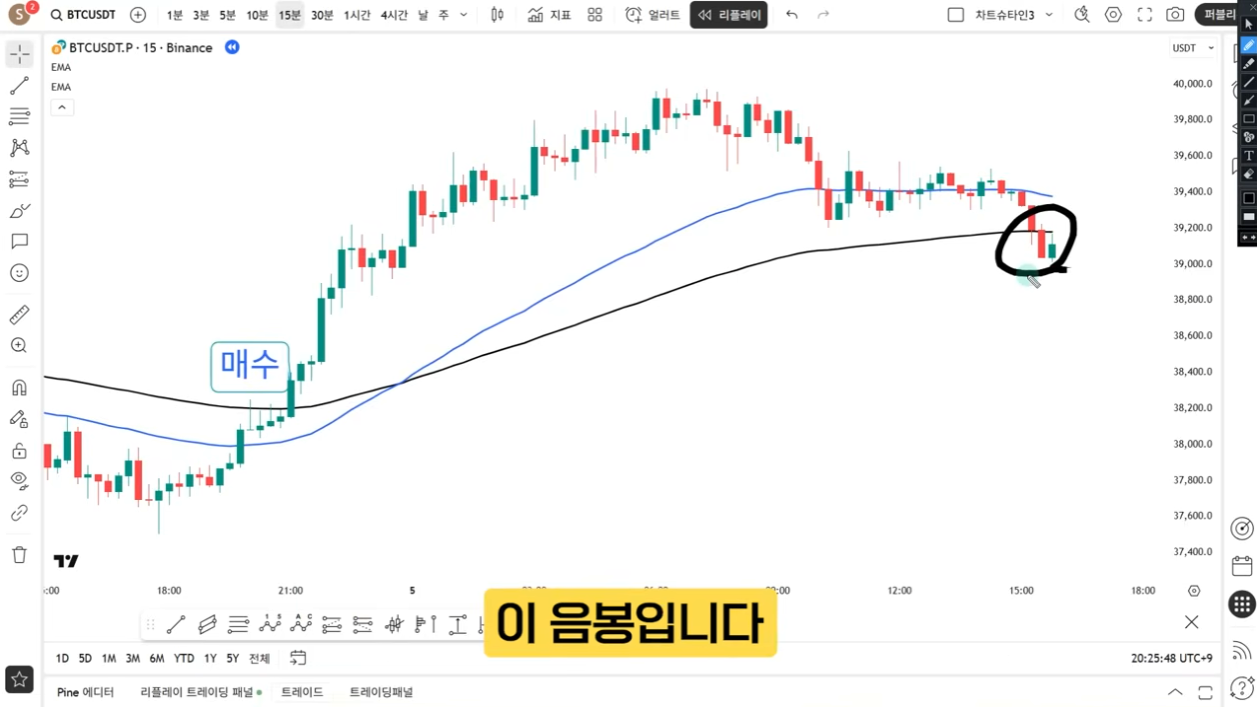 S 2 BTCUSDT 1분 3분 5분 10분 15분 30분 1시간 4시간 날 주 지표 얼러트 리플레이 차트슈타인3 퍼블리
BTCUSDT.P · 15 · Binance
USDT
EMA
EMA
40,000.0
39,800.0
39,600.0
39,400.0
39,200.0
39,000.0
38,800.0
38,600.0
38,400.0
38,200.0
38,000.0
37,800.0
37,600.0
37,400.0
매수
18:00 21:00 5 12:00 15:00 18:00
이 음봉입니다
1D 5D 1M 3M 6M YTD 1Y 5Y 전체
20:25:48 UTC+9
Pine 에디터 리플레이 트레이딩 패널 트레이드 트레이딩패널